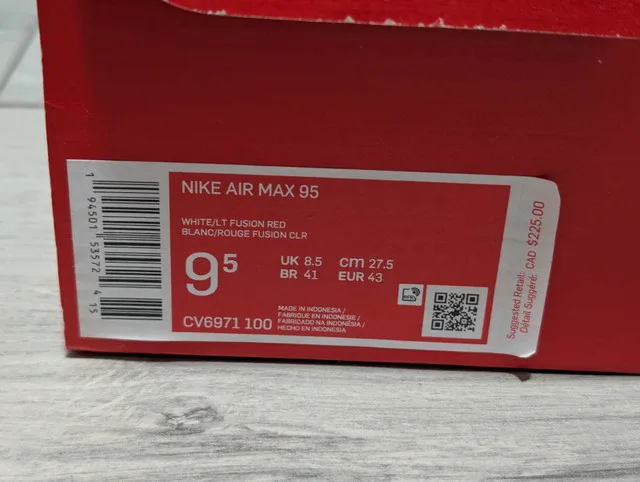 NIKE AIR MAX 95
WHITE/LT FUSION RED
BLANC/ROUGE FUSION CLR
9⁵
UK 8.5 cm 27.5
BR 41 EUR 43
CV6971 100
MADE IN INDONESIA/
FABRIQUE EN INDONESIE/
FABRICADO NA INDONÉSIA/
HECHO EN INDONESIA
1 94501 53572 4 15
Suggested Retail: CAD $225.00
Détail Suggéré: